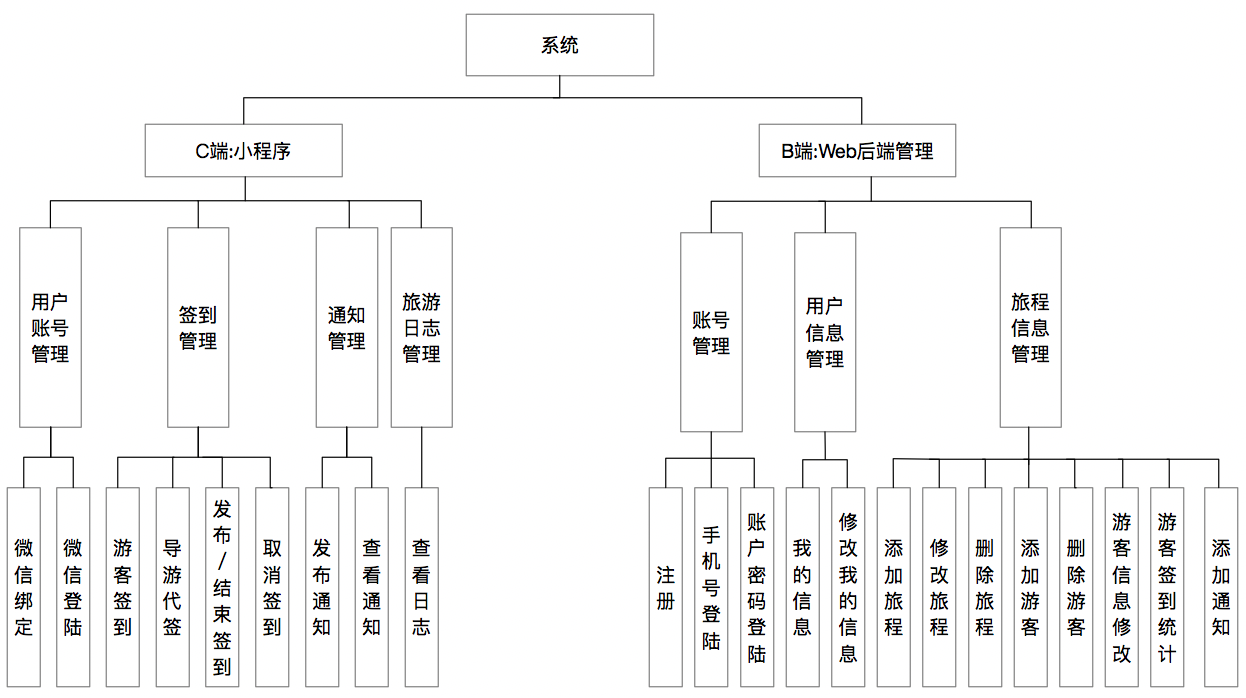 系统
C端:小程序
B端:Web后端管理
用户
账号
管理
签到
管理
通知
管理
旅游
日志
管理
账号
管理
用户
信息
管理
旅程
信息
管理
微信绑定
微信登陆
游客签到
导游代签
发布/结束签到
取消签到
发布通知
查看通知
查看日志
注册
手机号登陆
账户密码登陆
我的信息
修改我的信息
添加旅程
修改旅程
删除旅程
添加游客
删除游客
游客信息修改
游客签到统计
添加通知